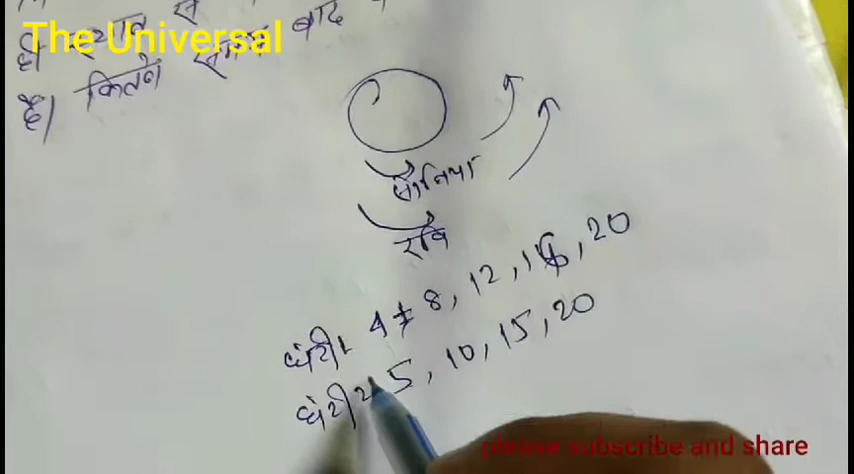 The Universal
ही स्थान से
है। कितने समय बाद
सोनिया
रवि
घंटी1 4, 8, 12, 16, 20
घंटी2 5, 10, 15, 20
please subscribe and share